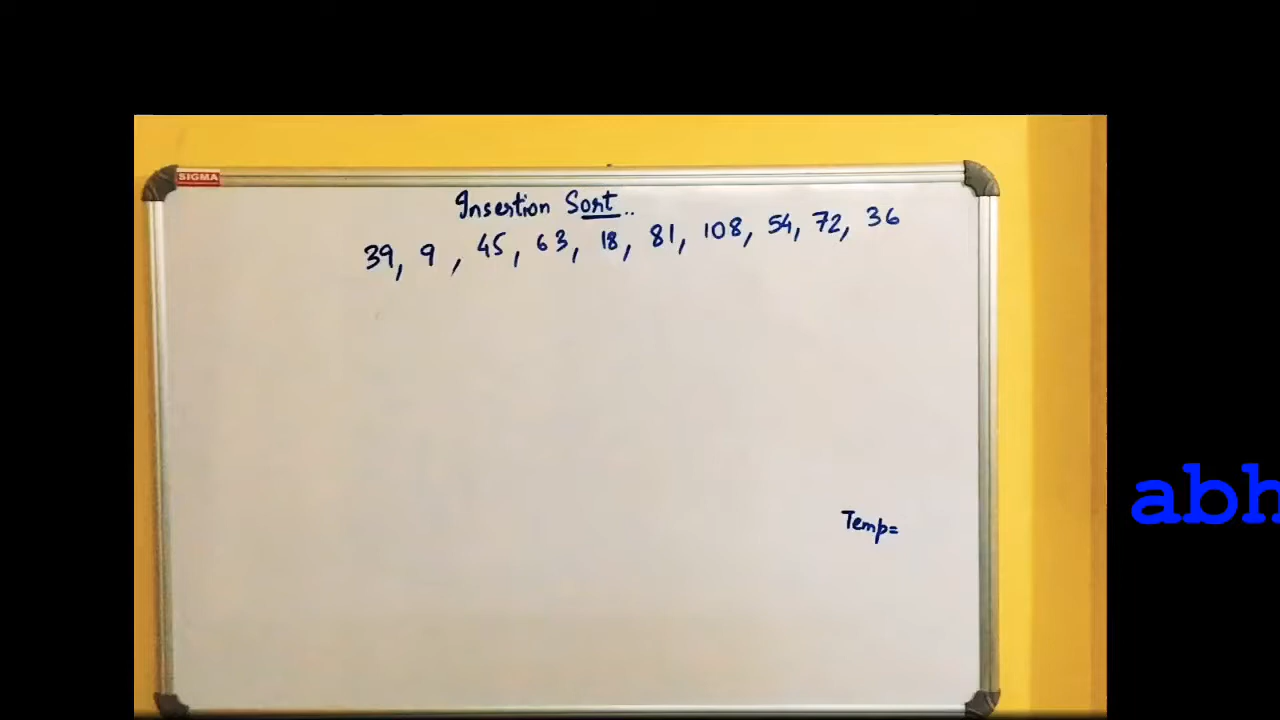 SIGMA
Insertion Sort..
39, 9, 45, 63, 18, 81, 108, 54, 72, 36
Temp=
abh